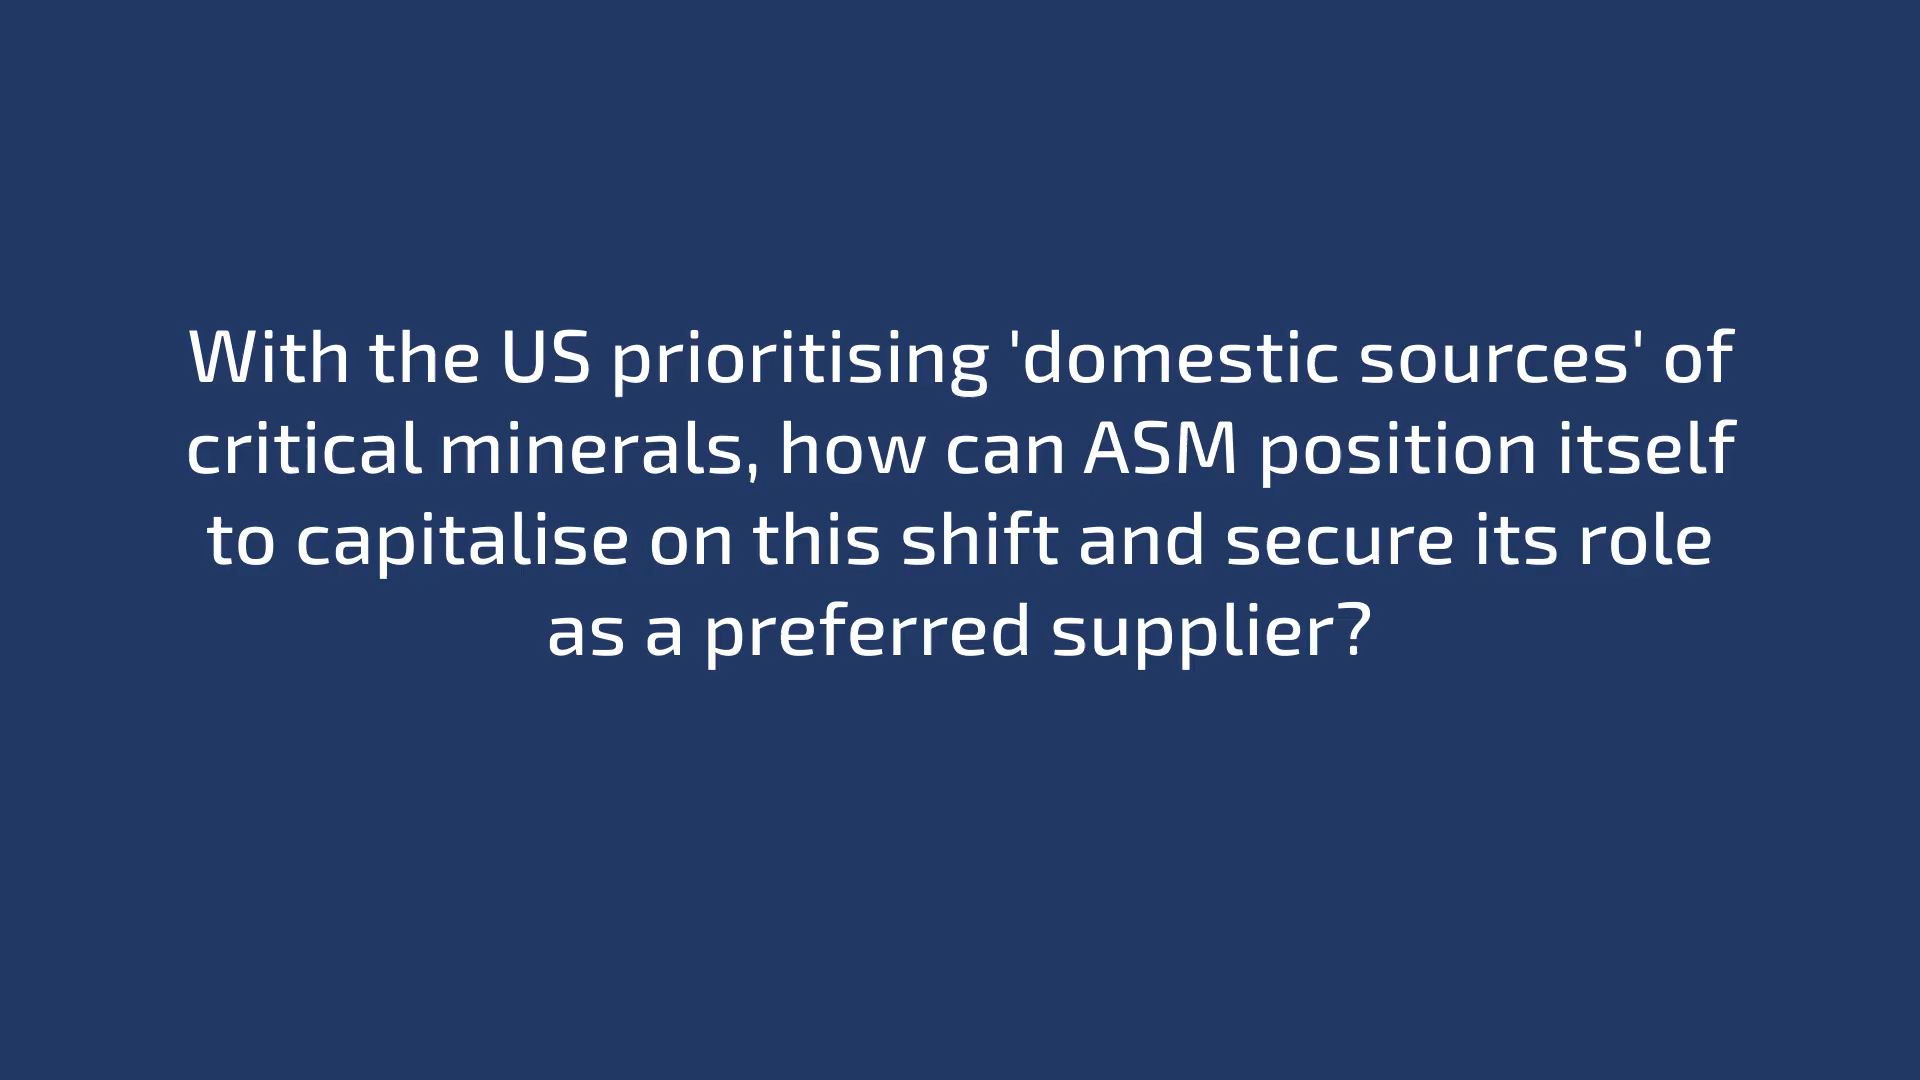 With the US prioritising 'domestic sources' of
critical minerals, how can ASM position itself
to capitalise on this shift and secure its role
as a preferred supplier?